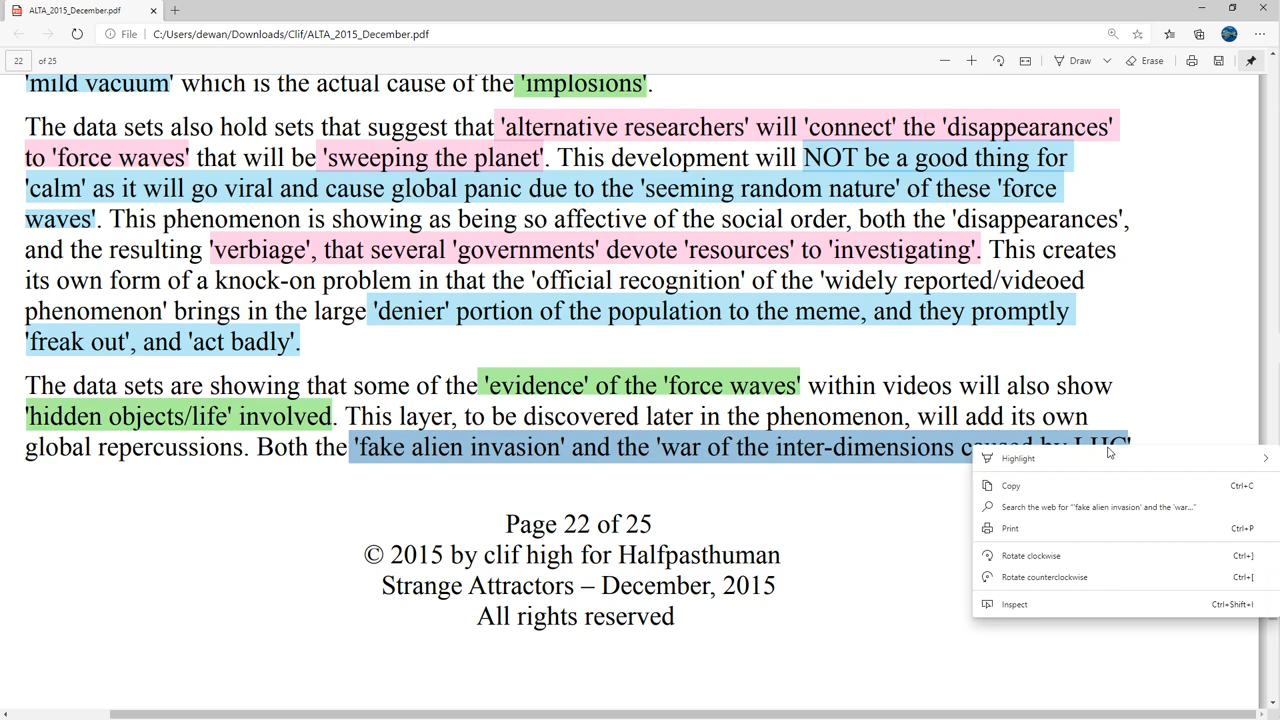 ALTA_2015_December.pdf
File C:/Users/dewan/Downloads/Clif/ALTA_2015_December.pdf
22 of 25 Draw Erase
'mild vacuum' which is the actual cause of the 'implosions'.
The data sets also hold sets that suggest that 'alternative researchers' will 'connect' the 'disappearances'
to 'force waves' that will be 'sweeping the planet'. This development will NOT be a good thing for
'calm' as it will go viral and cause global panic due to the 'seeming random nature' of these 'force
waves'. This phenomenon is showing as being so affective of the social order, both the 'disappearances',
and the resulting 'verbiage', that several 'governments' devote 'resources' to 'investigating'. This creates
its own form of a knock-on problem in that the 'official recognition' of the 'widely reported/videoed
phenomenon' brings in the large 'denier' portion of the population to the meme, and they promptly
'freak out', and 'act badly'.
The data sets are showing that some of the 'evidence' of the 'force waves' within videos will also show
'hidden objects/life' involved. This layer, to be discovered later in the phenomenon, will add its own
global repercussions. Both the 'fake alien invasion' and the 'war of the inter-dimensions caused by LHC'
Highlight
Copy Ctrl+C
Search the web for "'fake alien invasion' and the 'war..."
Print Ctrl+P
Rotate clockwise Ctrl+]
Rotate counterclockwise Ctrl+[
Inspect Ctrl+Shift+I
Page 22 of 25
© 2015 by clif high for Halfpasthuman
Strange Attractors – December, 2015
All rights reserved